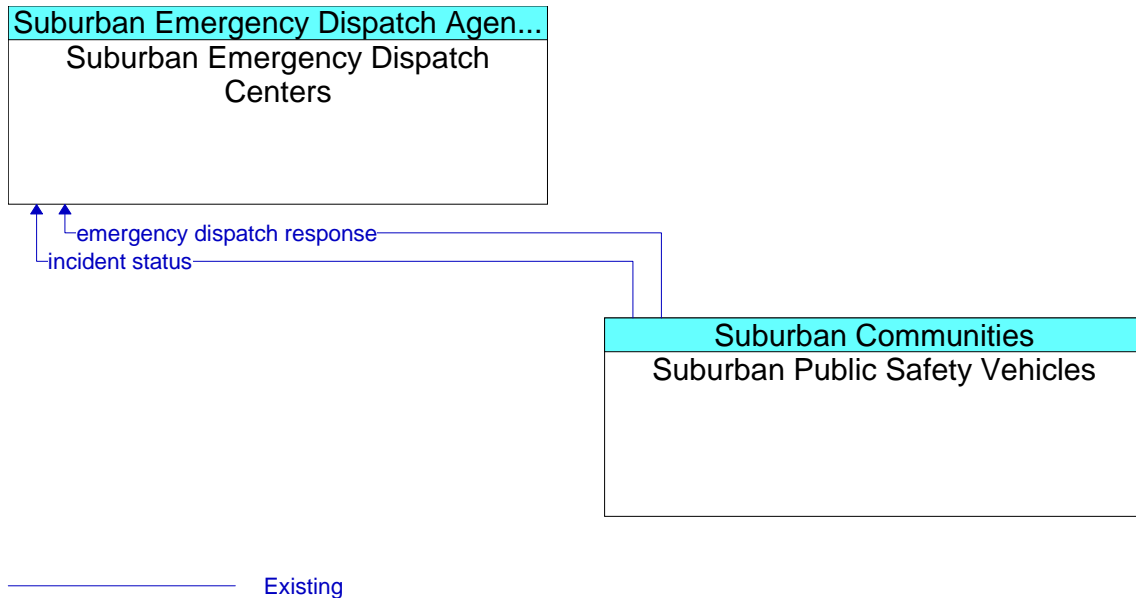 Suburban Emergency Dispatch Agen...
Suburban Emergency Dispatch
Centers
emergency dispatch response
incident status
Suburban Communities
Suburban Public Safety Vehicles
Existing